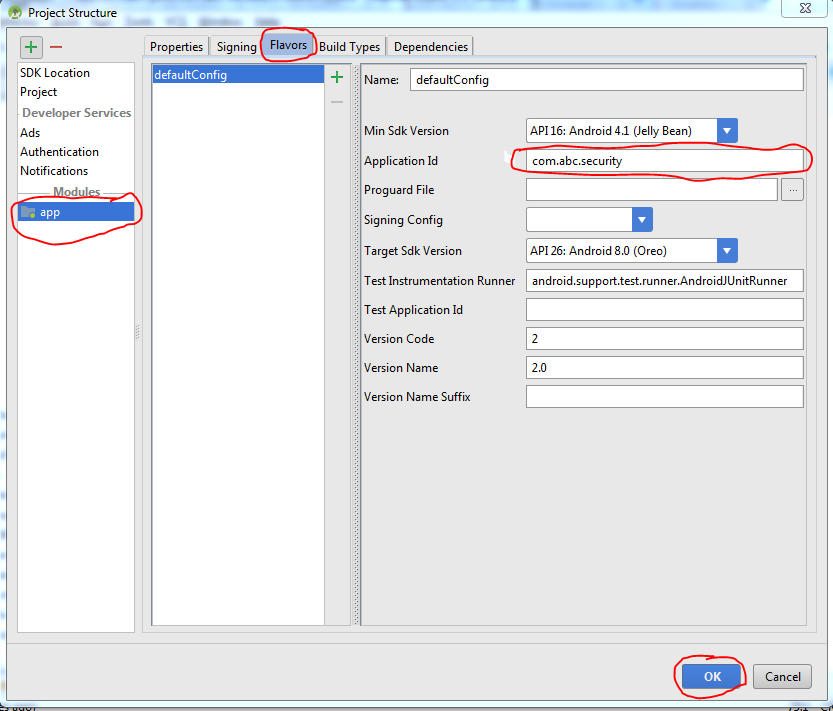 Project Structure
Properties Signing Flavors Build Types Dependencies
SDK Location
Project
Developer Services
Ads
Authentication
Notifications
Modules
app
defaultConfig
Name: defaultConfig
Min Sdk Version API 16: Android 4.1 (Jelly Bean)
Application Id com.abc.security
Proguard File ...
Signing Config
Target Sdk Version API 26: Android 8.0 (Oreo)
Test Instrumentation Runner android.support.test.runner.AndroidJUnitRunner
Test Application Id
Version Code 2
Version Name 2.0
Version Name Suffix
OK Cancel